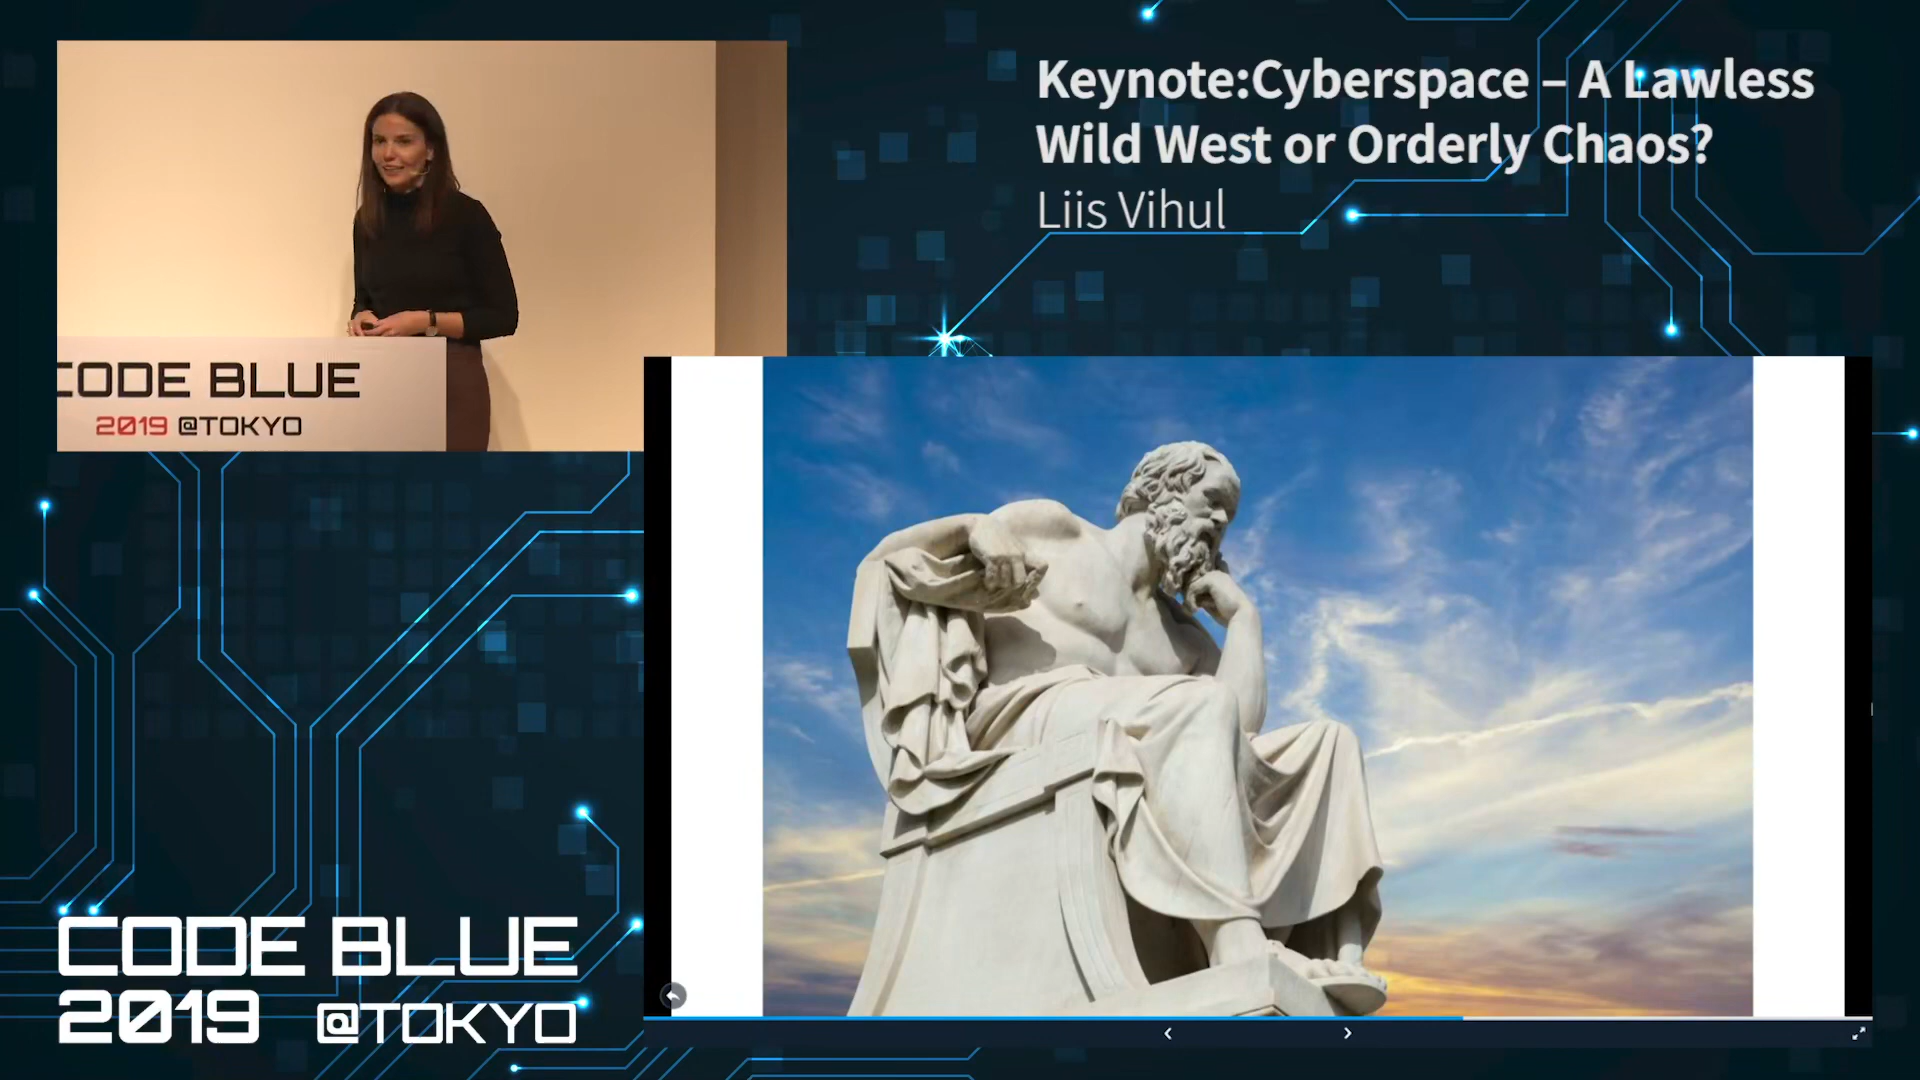 Keynote:Cyberspace – A Lawless
Wild West or Orderly Chaos?
Liis Vihul
CODE BLUE
2019 @TOKYO
CODE BLUE
2019 @TOKYO